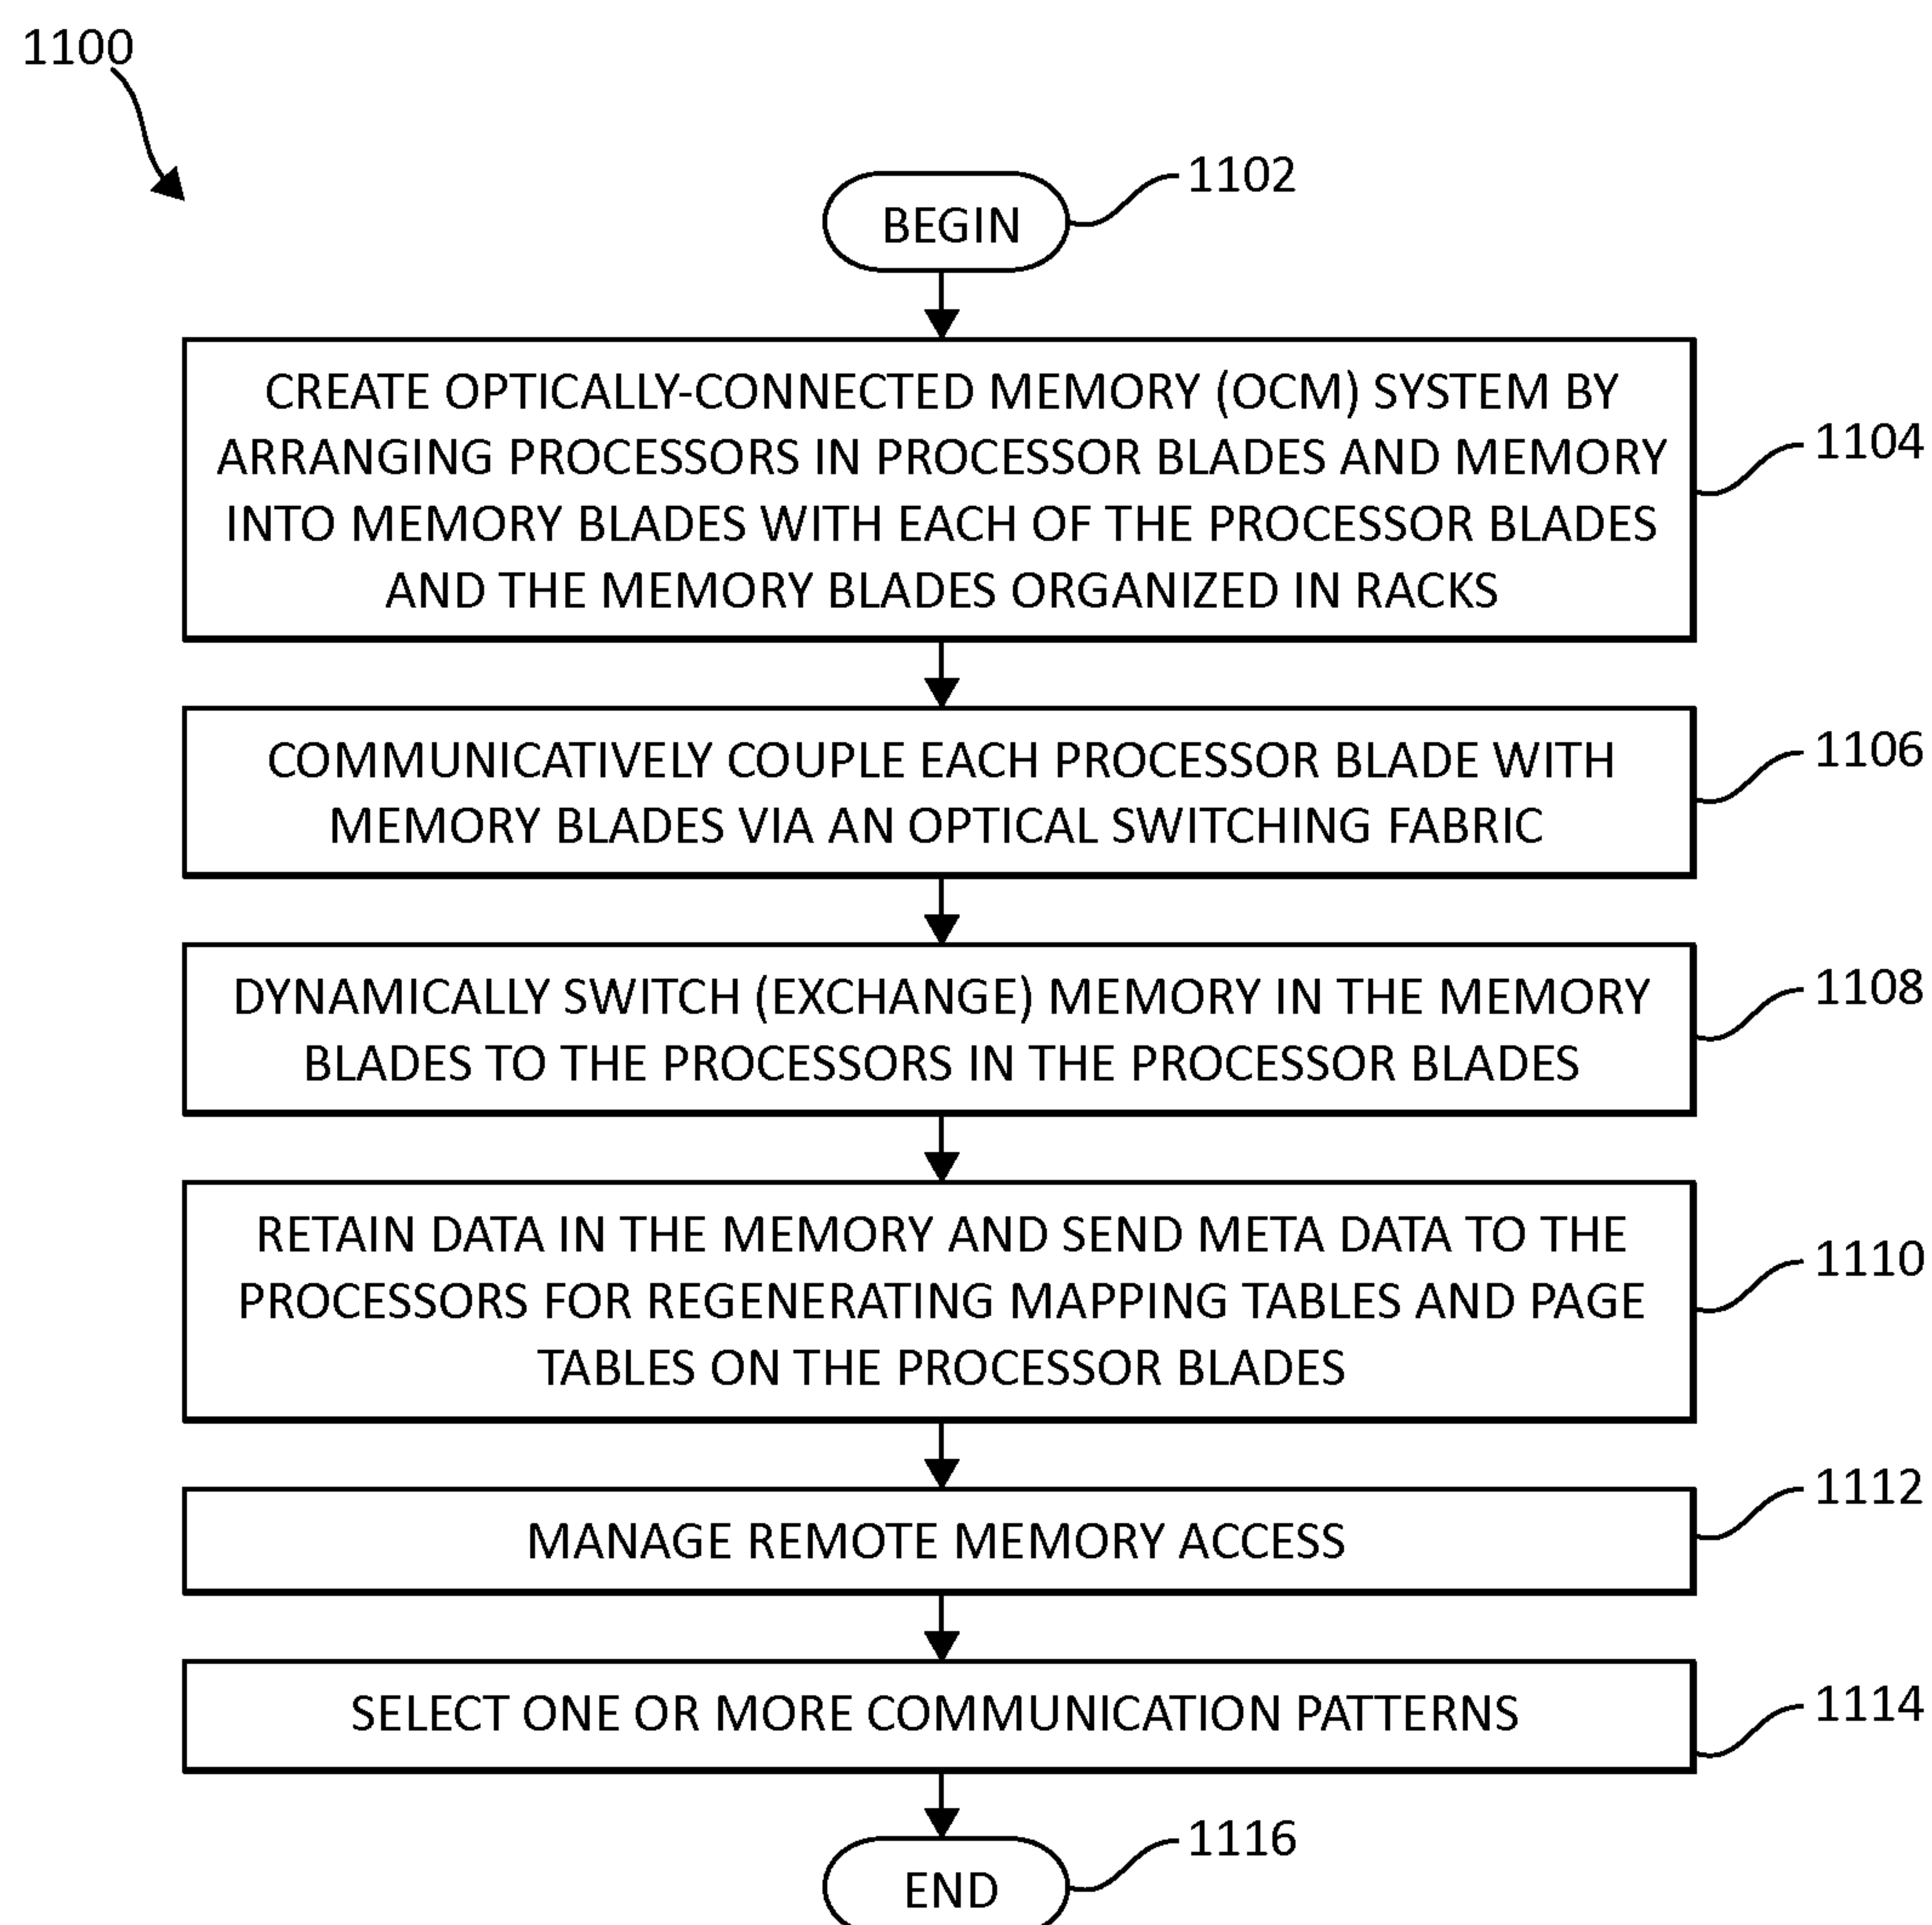 1100
1102
BEGIN
CREATE OPTICALLY-CONNECTED MEMORY (OCM) SYSTEM BY
ARRANGING PROCESSORS IN PROCESSOR BLADES AND MEMORY
INTO MEMORY BLADES WITH EACH OF THE PROCESSOR BLADES
AND THE MEMORY BLADES ORGANIZED IN RACKS
1104
COMMUNICATIVELY COUPLE EACH PROCESSOR BLADE WITH
MEMORY BLADES VIA AN OPTICAL SWITCHING FABRIC
1106
DYNAMICALLY SWITCH (EXCHANGE) MEMORY IN THE MEMORY
BLADES TO THE PROCESSORS IN THE PROCESSOR BLADES
1108
RETAIN DATA IN THE MEMORY AND SEND META DATA TO THE
PROCESSORS FOR REGENERATING MAPPING TABLES AND PAGE
TABLES ON THE PROCESSOR BLADES
1110
MANAGE REMOTE MEMORY ACCESS
1112
SELECT ONE OR MORE COMMUNICATION PATTERNS
1114
1116
END